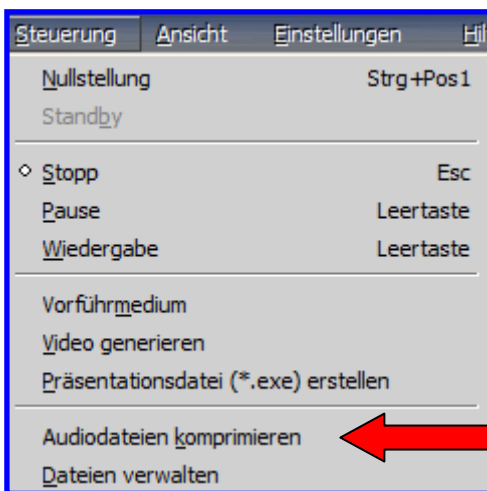 Steuerung Ansicht Einstellungen
Nullstellung Strg+Pos1
Standby
Stopp Esc
Pause Leertaste
Wiedergabe Leertaste
Vorführmedium
Video generieren
Präsentationsdatei (*.exe) erstellen
Audiodateien komprimieren
Dateien verwalten